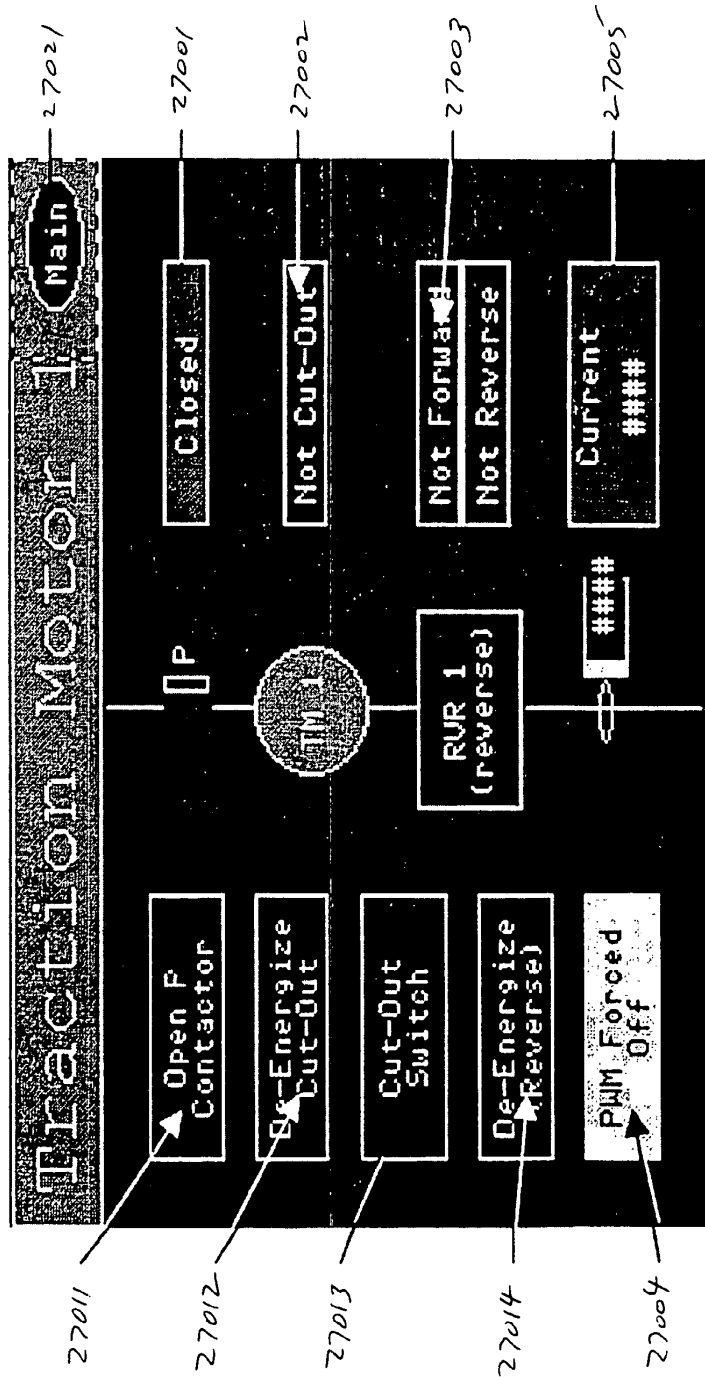 Traction Motor 1
Main
27021
27011
Open P
Contactor
P
Closed
27001
27012
De-Energize
Cut-Out
TM 1
Not Cut-Out
27002
27013
Cut-Out
Switch
27014
De-Energize
(Reverse)
RVR 1
(reverse)
Not Forward
Not Reverse
27003
27004
PWM Forced
Off
####
Current
####
27005